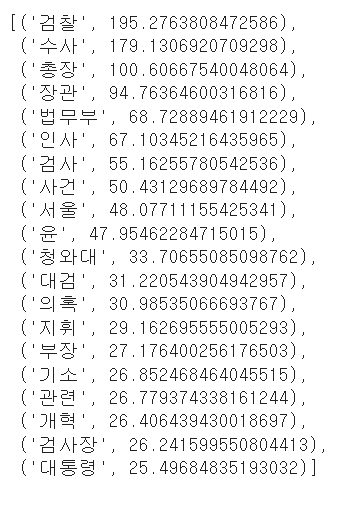 [('검찰', 195.2763808472586),
('수사', 179.1306920709298),
('총장', 100.60667540048064),
('장관', 94.76364600316816),
('법무부', 68.72889461912229),
('인사', 67.10345216435965),
('검사', 55.16255780542536),
('사건', 50.43129689784492),
('서울', 48.07711155425341),
('윤', 47.95462284715015),
('청와대', 33.70655085098762),
('대검', 31.220543904942957),
('의혹', 30.98535066693767),
('지휘', 29.162695555005293),
('부장', 27.176400256176503),
('기소', 26.852468464045515),
('관련', 26.779374338161244),
('개혁', 26.406439430018697),
('검사장', 26.241599550804413),
('대통령', 25.49684835193032)]